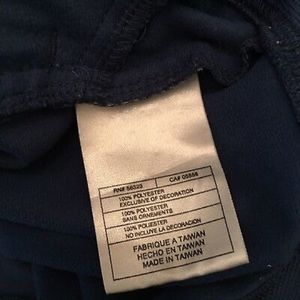 RN# 56323 CA# 05553
100% POLYESTER
EXCLUSIVE OF DECORATION
100% POLYESTER
SANS ORNEMENTS
100% POLIESTER
NO INCLUYE LA DECORACION
FABRIQUE A TAIWAN
HECHO EN TAIWAN
MADE IN TAIWAN